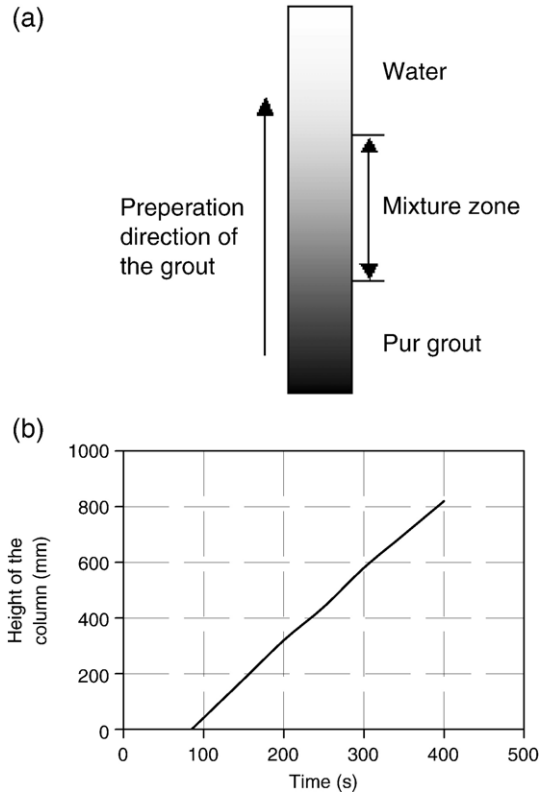 (a)
Water
Preperation
direction of
the grout
Mixture zone
Pur grout
(b)
1000
800
600
400
200
0
Height of the
column (mm)
0 100 200 300 400 500
Time (s)